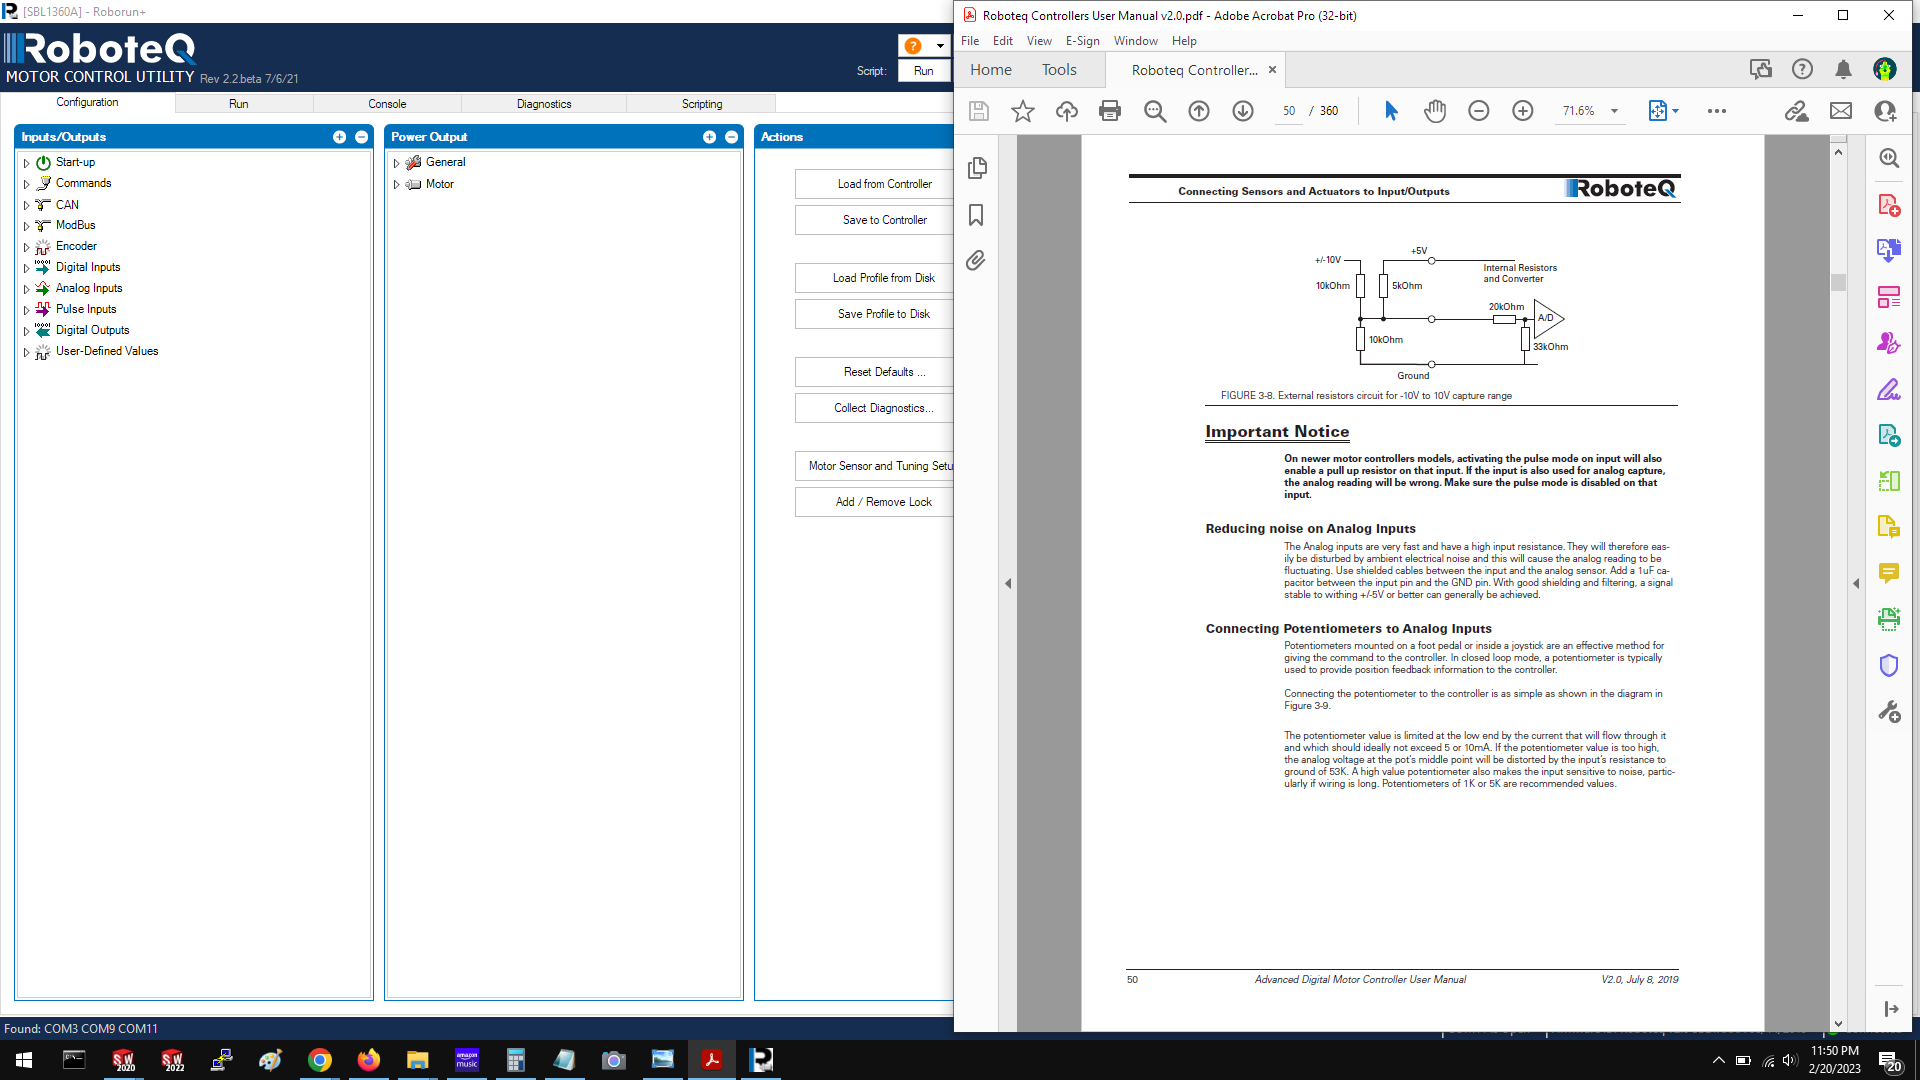 [SBL1360A] - Roborun+
RoboteQ
MOTOR CONTROL UTILITY Rev 2.2.beta 7/6/21
Script: Run
Configuration
Run
Console
Diagnostics
Scripting
Inputs/Outputs
Start-up
Commands
CAN
ModBus
Encoder
Digital Inputs
Analog Inputs
Pulse Inputs
Digital Outputs
User-Defined Values
Power Output
General
Motor
Actions
Load from Controller
Save to Controller
Load Profile from Disk
Save Profile to Disk
Reset Defaults ...
Collect Diagnostics...
Motor Sensor and Tuning Setu
Add / Remove Lock
Found: COM3 COM9 COM11
Roboteq Controllers User Manual v2.0.pdf - Adobe Acrobat Pro (32-bit)
File Edit View E-Sign Window Help
Home Tools Roboteq Controller...
50 / 360
71.6%
Connecting Sensors and Actuators to Input/Outputs
RoboteQ
+5V
+/-10V
Internal Resistors
and Converter
10kOhm
5kOhm
20kOhm
A/D
10kOhm
33kOhm
Ground
FIGURE 3-8. External resistors circuit for -10V to 10V capture range
Important Notice
On newer motor controllers models, activating the pulse mode on input will also
enable a pull up resistor on that input. If the input is also used for analog capture,
the analog reading will be wrong. Make sure the pulse mode is disabled on that
input.
Reducing noise on Analog Inputs
The Analog inputs are very fast and have a high input resistance. They will therefore eas-
ily be disturbed by ambient electrical noise and this will cause the analog reading to be
fluctuating. Use shielded cables between the input and the analog sensor. Add a 1uF ca-
pacitor between the input pin and the GND pin. With good shielding and filtering, a signal
stable to withing +/-5V or better can generally be achieved.
Connecting Potentiometers to Analog Inputs
Potentiometers mounted on a foot pedal or inside a joystick are an effective method for
giving the command to the controller. In closed loop mode, a potentiometer is typically
used to provide position feedback information to the controller.
Connecting the potentiometer to the controller is as simple as shown in the diagram in
Figure 3-9.
The potentiometer value is limited at the low end by the current that will flow through it
and which should ideally not exceed 5 or 10mA. If the potentiometer value is too high,
the analog voltage at the pot's middle point will be distorted by the input's resistance to
ground of 53K. A high value potentiometer also makes the input sensitive to noise, partic-
ularly if wiring is long. Potentiometers of 1K or 5K are recommended values.
50
Advanced Digital Motor Controller User Manual
V2.0, July 8, 2019
SW 2020
SW 2022
amazon music
11:50 PM
2/20/2023
20